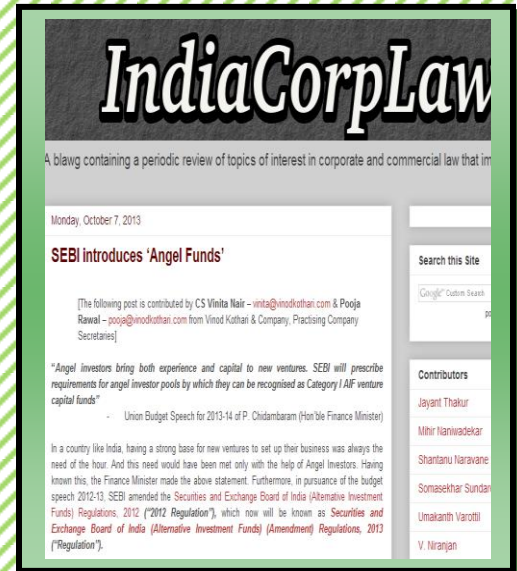 IndiaCorpLaw
A blawg containing a periodic review of topics of interest in corporate and commercial law that im
Monday, October 7, 2013
SEBI introduces ‘Angel Funds’
[The following post is contributed by CS Vinita Nair – vinita@vinodkothari.com & Pooja
Rawal – pooja@vinodkothari.com from Vinod Kothari & Company, Practising Company
Secretaries]
“Angel investors bring both experience and capital to new ventures. SEBI will prescribe
requirements for angel investor pools by which they can be recognised as Category I AIF venture
capital funds”
- Union Budget Speech for 2013-14 of P. Chidambaram (Hon'ble Finance Minister)
In a country like India, having a strong base for new ventures to set up their business was always the
need of the hour. And this need would have been met only with the help of Angel Investors. Having
known this, the Finance Minister made the above statement. Furthermore, in pursuance of the budget
speech 2012-13, SEBI amended the Securities and Exchange Board of India (Alternative Investment
Funds) Regulations, 2012 (“2012 Regulation”), which now will be known as Securities and
Exchange Board of India (Alternative Investment Funds) (Amendment) Regulations, 2013
(“Regulation”).
Search this Site
Google Custom Search
Contributors
Jayant Thakur
Mihir Naniwadekar
Shantanu Naravane
Somasekhar Sundar
Umakanth Varottil
V. Niranjan